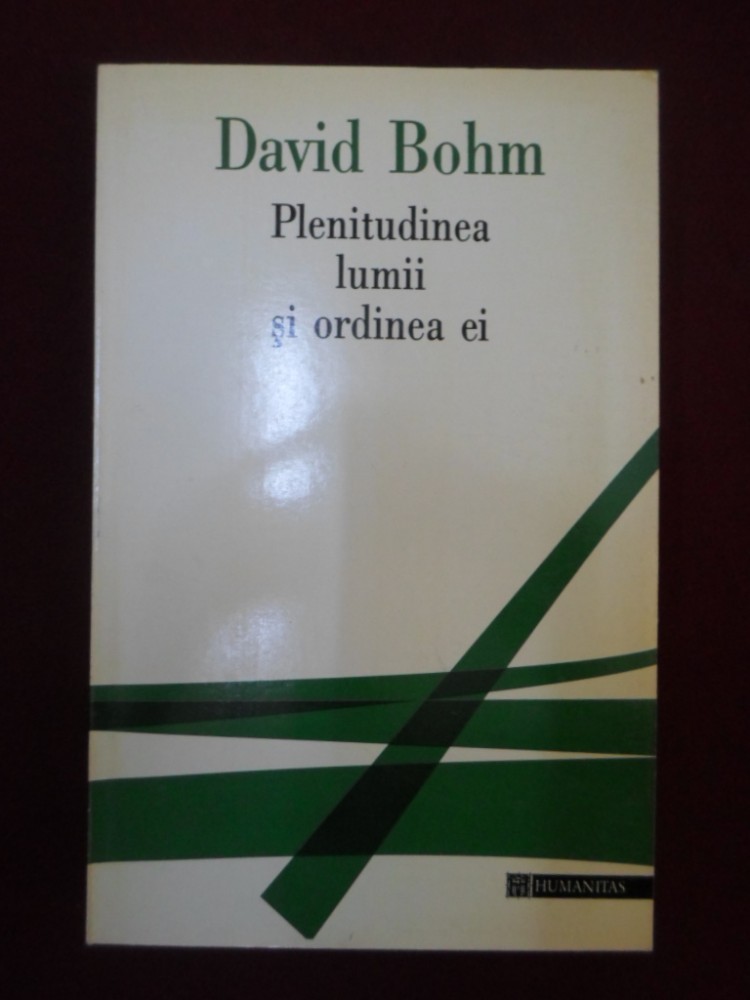 David Bohm
Plenitudinea
lumii
şi ordinea ei
HUMANITAS